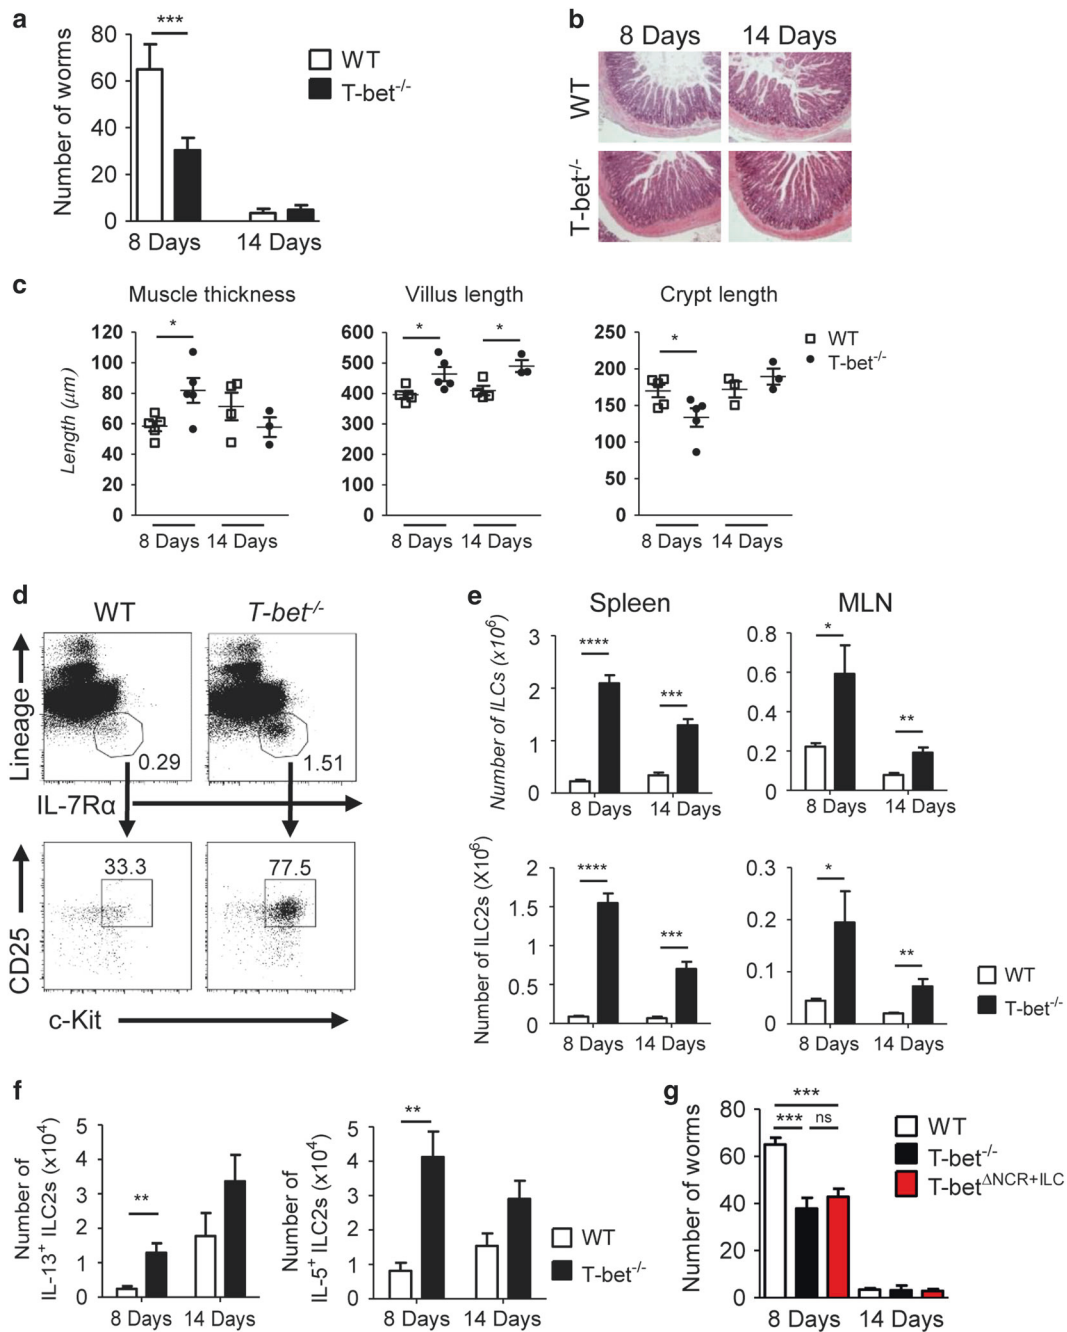 a
***
Number of worms
80
60
40
20
0
8 Days
14 Days
WT
T-bet-/-
b
8 Days
14 Days
WT
T-bet-/-
c
Muscle thickness
Villus length
Crypt length
Length (µm)
120
100
80
60
40
20
0
*
8 Days
14 Days
600
500
400
300
200
100
0
*
*
8 Days
14 Days
250
200
150
100
50
0
*
8 Days
14 Days
WT
T-bet-/-
d
WT
T-bet-/-
Lineage
0.29
1.51
IL-7Rα
33.3
77.5
CD25
c-Kit
e
Spleen
MLN
Number of ILCs (x10⁶)
3
2
1
0
****
***
8 Days
14 Days
0.8
0.6
0.4
0.2
0
*
**
8 Days
14 Days
Number of ILC2s (X10⁶)
2
1.5
1
0.5
0
****
***
8 Days
14 Days
0.3
0.2
0.1
0
*
**
8 Days
14 Days
WT
T-bet-/-
f
Number of
IL-13⁺ ILC2s (x10⁴)
5
4
3
2
1
0
**
8 Days
14 Days
Number of
IL-5⁺ ILC2s (x10⁴)
5
4
3
2
1
0
**
8 Days
14 Days
WT
T-bet-/-
g
Number of worms
80
60
40
20
0
***
***
ns
8 Days
14 Days
WT
T-bet-/-
T-betΔNCR+ILC